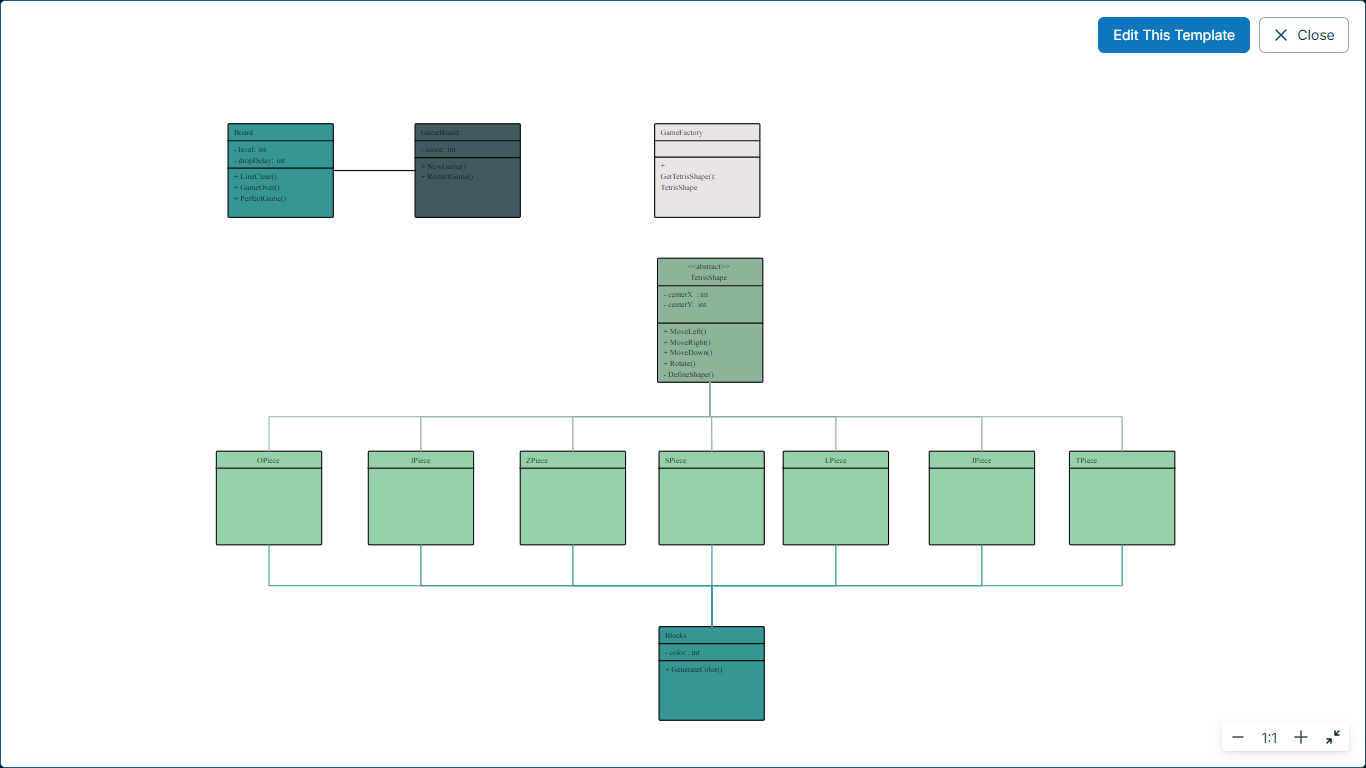 Edit This Template
Close
Board
- level: int
- dropDelay: int
+ LineClear()
+ GameOver()
+ PerfectGame()
GameBoard
- score: int
+ NewGame()
+ RestartGame()
GameFactory
+
GetTetrisShape():
TetrisShape
<<abstract>>
TetrisShape
- centerX : int
- centerY: int
+ MoveLeft()
+ MoveRight()
+ MoveDown()
+ Rotate()
- DefineShape()
OPiece
IPiece
ZPiece
SPiece
LPiece
JPiece
TPiece
Blocks
- color : int
+ GenerateColor()
1:1